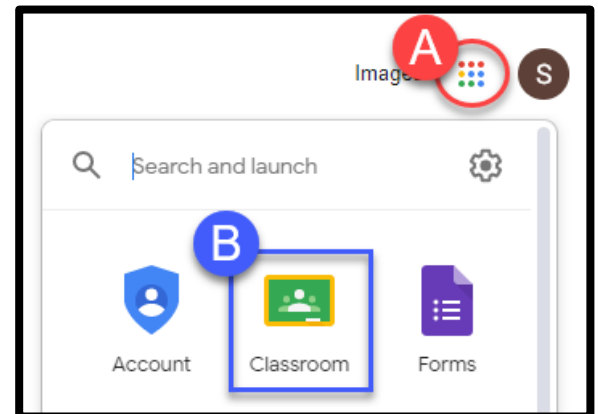 A
Images
S
Search and launch
B
Account Classroom Forms